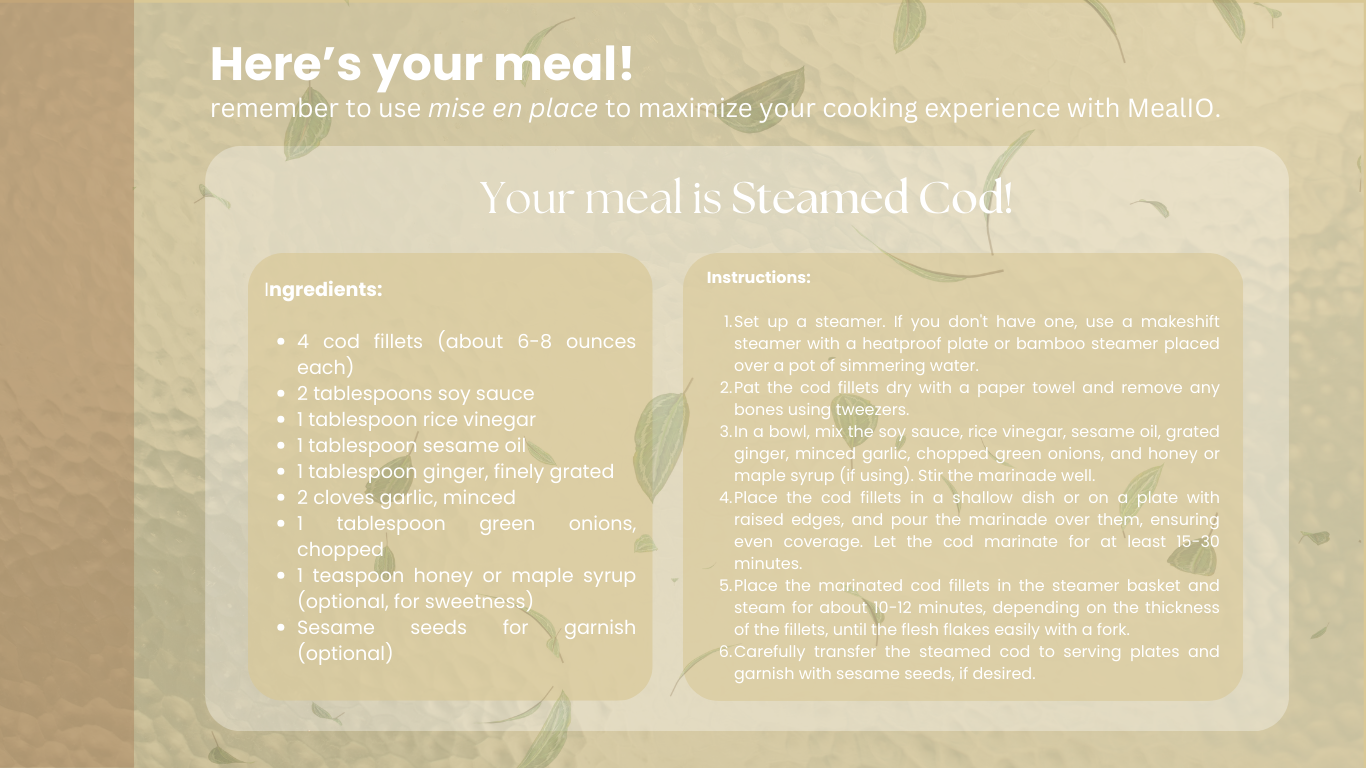 Here's your meal!
remember to use mise en place to maximize your cooking experience with MealIO.
Your meal is Steamed Cod!
Ingredients:
• 4 cod fillets (about 6-8 ounces
each)
• 2 tablespoons soy sauce
• 1 tablespoon rice vinegar
• 1 tablespoon sesame oil
• 1 tablespoon ginger, finely grated
• 2 cloves garlic, minced
• 1 tablespoon green onions,
chopped
• 1 teaspoon honey or maple syrup
(optional, for sweetness)
• Sesame seeds for garnish
(optional)
Instructions:
1. Set up a steamer. If you don't have one, use a makeshift
steamer with a heatproof plate or bamboo steamer placed
over a pot of simmering water.
2. Pat the cod fillets dry with a paper towel and remove any
bones using tweezers.
3. In a bowl, mix the soy sauce, rice vinegar, sesame oil, grated
ginger, minced garlic, chopped green onions, and honey or
maple syrup (if using). Stir the marinade well.
4. Place the cod fillets in a shallow dish or on a plate with
raised edges, and pour the marinade over them, ensuring
even coverage. Let the cod marinate for at least 15-30
minutes.
5. Place the marinated cod fillets in the steamer basket and
steam for about 10-12 minutes, depending on the thickness
of the fillets, until the flesh flakes easily with a fork.
6. Carefully transfer the steamed cod to serving plates and
garnish with sesame seeds, if desired.